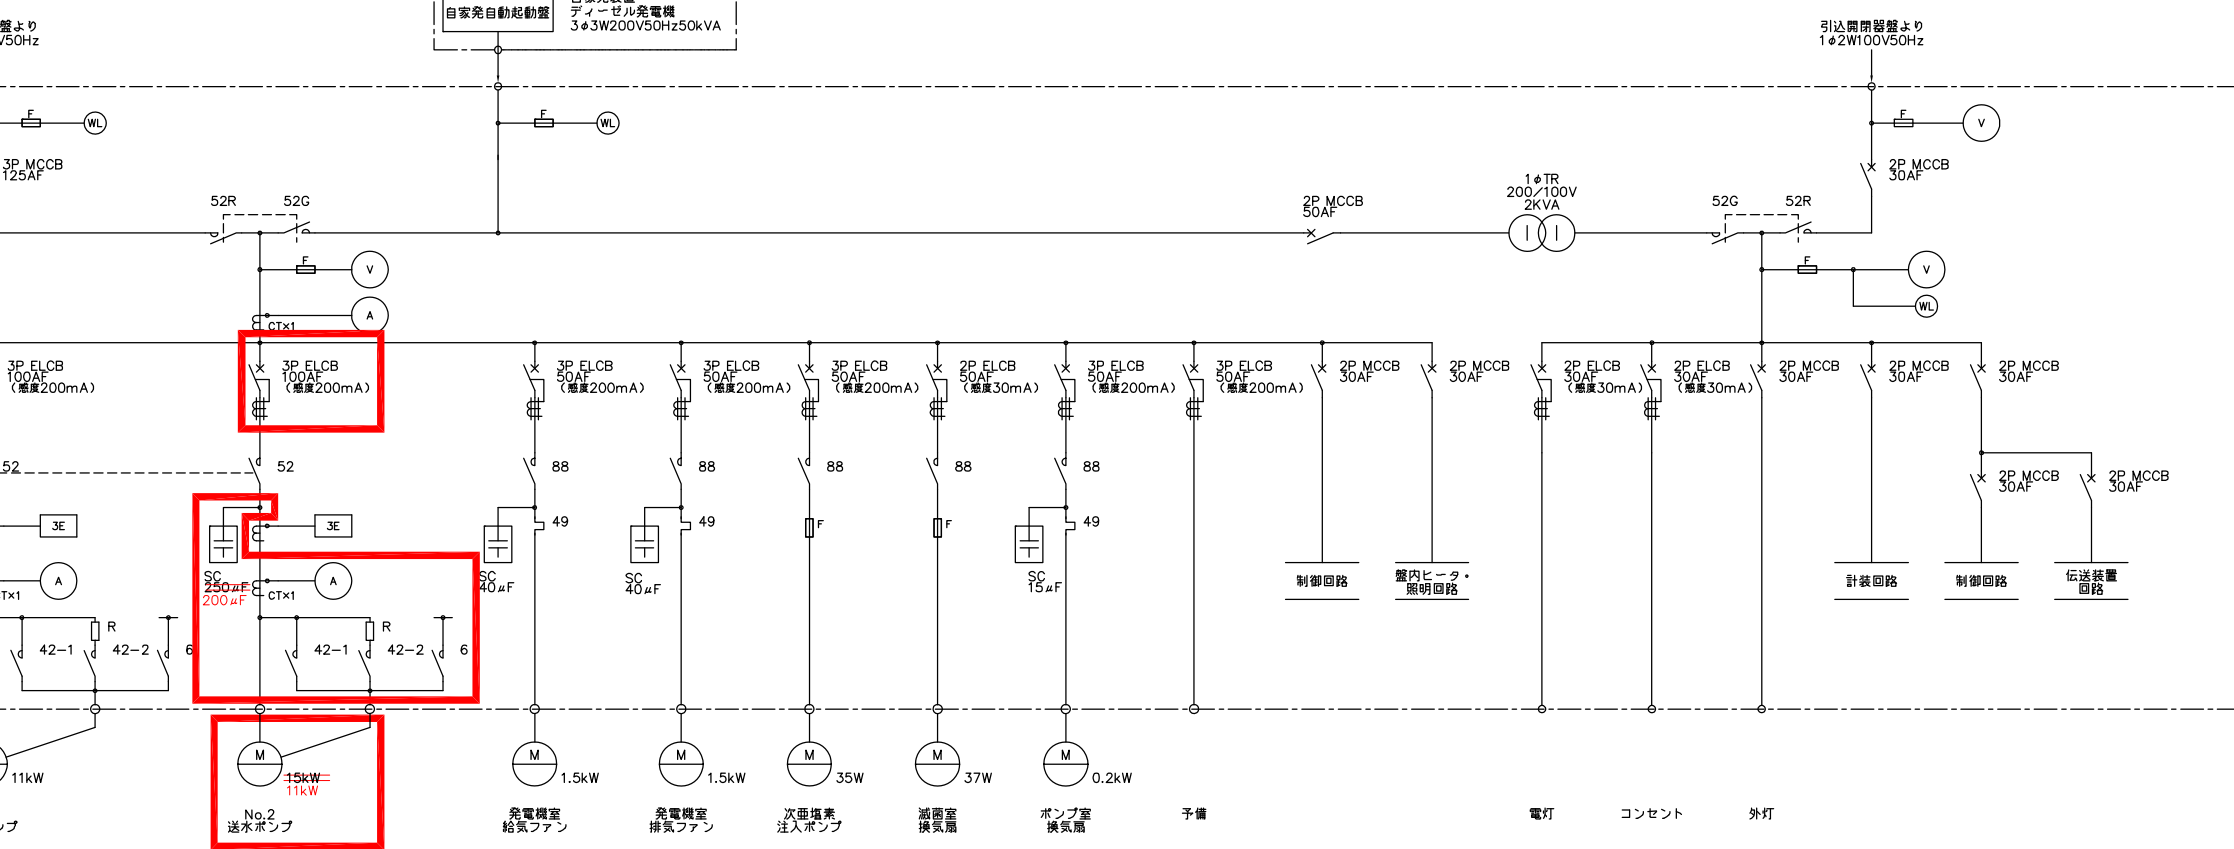 盤より
V50Hz
自家発自動起動盤
ディーゼル発電機
3φ3W200V50Hz50kVA
引込開閉器盤より
1φ2W100V50Hz
F
WL
F
WL
F
V
3P MCCB
125AF
2P MCCB
30AF
52R
52G
2P MCCB
50AF
1φTR
200/100V
2KVA
52G
52R
F
V
F
V
WL
A
CT×1
3P ELCB
100AF
(感度200mA)
3P ELCB
100AF
(感度200mA)
3P ELCB
50AF
(感度200mA)
3P ELCB
50AF
(感度200mA)
3P ELCB
50AF
(感度200mA)
2P ELCB
50AF
(感度30mA)
3P ELCB
50AF
(感度200mA)
3P ELCB
50AF
(感度200mA)
2P MCCB
30AF
2P MCCB
30AF
2P ELCB
30AF
(感度30mA)
2P ELCB
30AF
(感度30mA)
2P MCCB
30AF
2P MCCB
30AF
2P MCCB
30AF
52
52
88
88
88
88
88
2P MCCB
30AF
2P MCCB
30AF
3E
3E
49
49
F
F
49
SC
250μF
200μF
SC
40μF
SC
40μF
SC
15μF
A
CT×1
A
CT×1
制御回路
盤内ヒータ・
照明回路
計装回路
制御回路
伝送装置
回路
R
42-1
42-2
6
R
42-1
42-2
6
M
M
M
M
M
M
11kW
15kW
11kW
1.5kW
1.5kW
35W
37W
0.2kW
ンプ
No.2
送水ポンプ
発電機室
給気ファン
発電機室
排気ファン
次亜塩素
注入ポンプ
滅菌室
換気扇
ポンプ室
換気扇
予備
電灯
コンセント
外灯